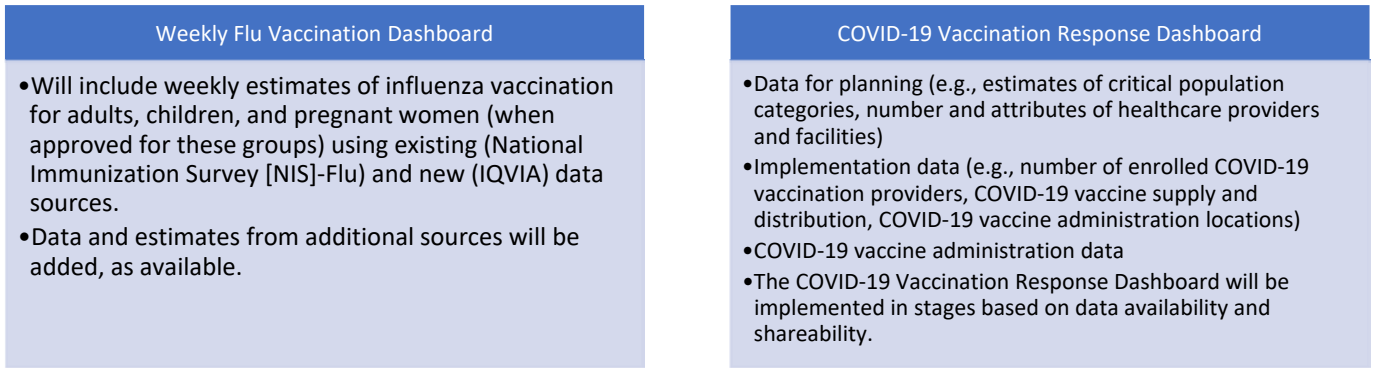 Weekly Flu Vaccination Dashboard
•Will include weekly estimates of influenza vaccination
for adults, children, and pregnant women (when
approved for these groups) using existing (National
Immunization Survey [NIS]-Flu) and new (IQVIA) data
sources.
•Data and estimates from additional sources will be
added, as available.
COVID-19 Vaccination Response Dashboard
•Data for planning (e.g., estimates of critical population
categories, number and attributes of healthcare providers
and facilities)
•Implementation data (e.g., number of enrolled COVID-19
vaccination providers, COVID-19 vaccine supply and
distribution, COVID-19 vaccine administration locations)
•COVID-19 vaccine administration data
•The COVID-19 Vaccination Response Dashboard will be
implemented in stages based on data availability and
shareability.